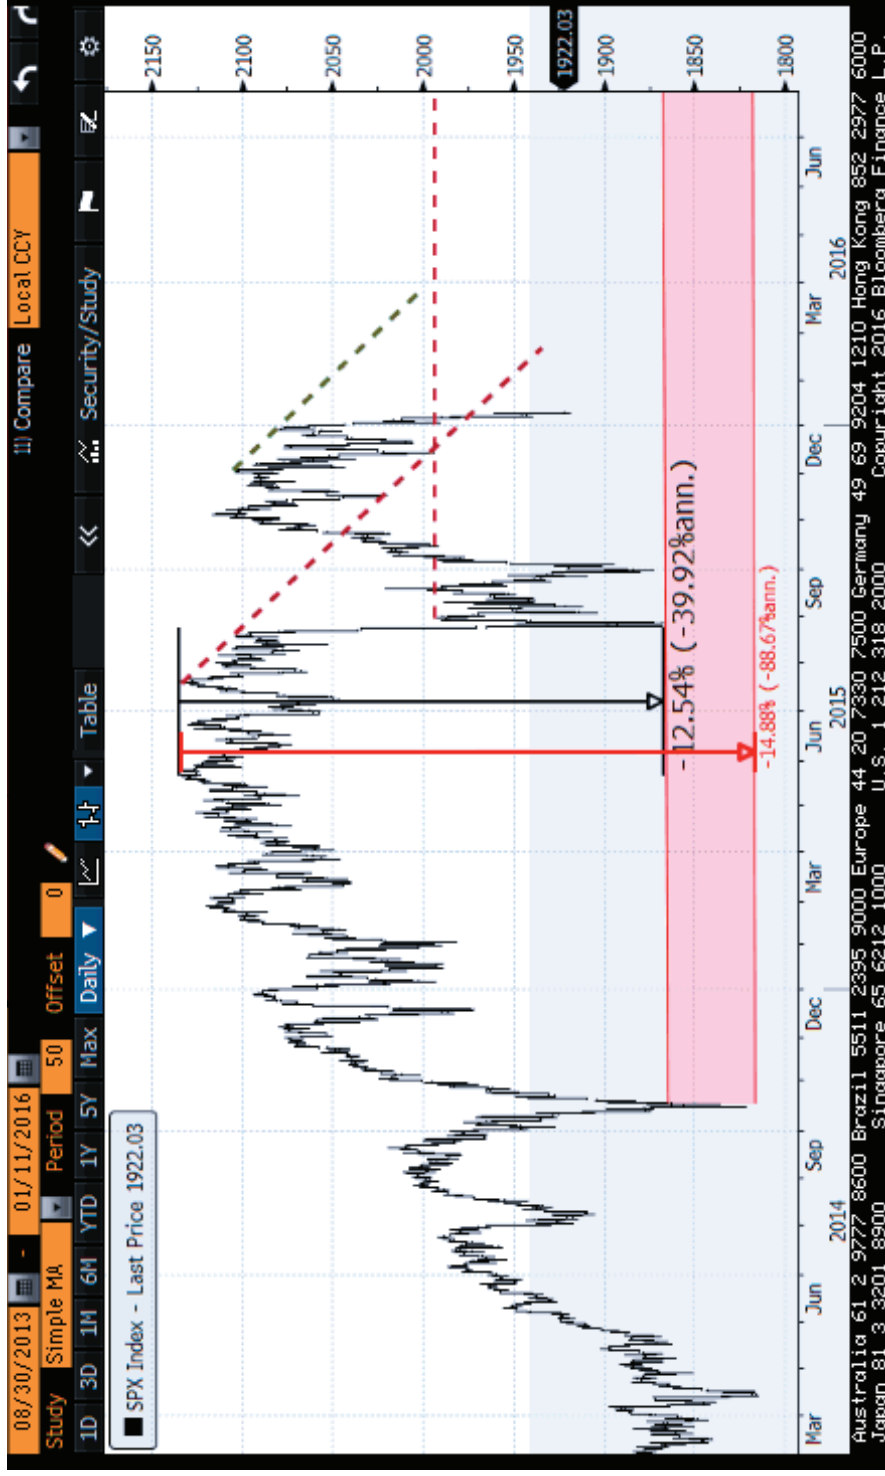 08/30/2013 - 01/11/2016 11) Compare Local CCY
Study Simple MA Period 50 Offset 0
1D 3D 1M 6M YTD 1Y 5Y Max Daily ▼ Table « Security/Study
SPX Index - Last Price 1922.03
2150
2100
2050
2000
1950
1922.03
1900
1850
1800
-12.54% (-39.92%ann.)
-14.88% (-88.67%ann.)
Mar Jun Sep Dec Mar Jun Sep Dec Mar Jun
2014 2015 2016
Australia 61 2 9777 8600 Brazil 5511 2395 9000 Europe 44 20 7330 7500 Germany 49 69 9204 1210 Hong Kong 852 2977 6000
Japan 81 3 3201 8900 Singapore 65 6212 1000 U.S. 1 212 318 2000 Copyright 2016 Bloomberg Finance L.P.